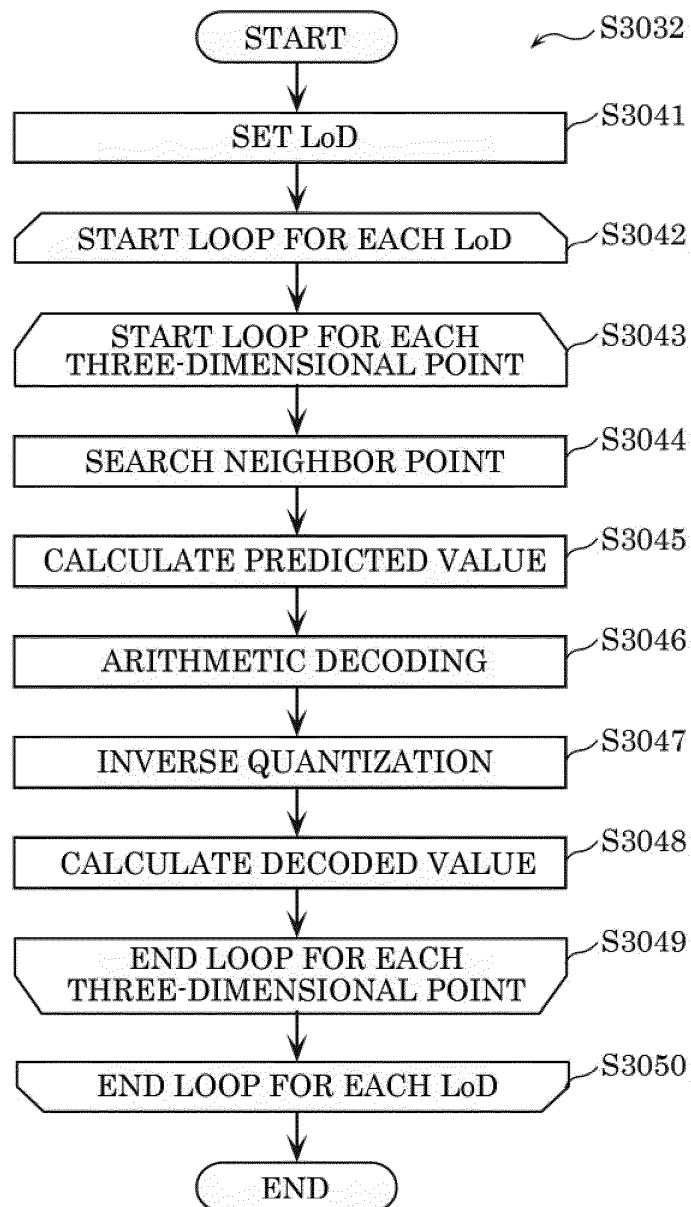 START
S3032
SET LoD
S3041
START LOOP FOR EACH LoD
S3042
START LOOP FOR EACH
THREE-DIMENSIONAL POINT
S3043
SEARCH NEIGHBOR POINT
S3044
CALCULATE PREDICTED VALUE
S3045
ARITHMETIC DECODING
S3046
INVERSE QUANTIZATION
S3047
CALCULATE DECODED VALUE
S3048
END LOOP FOR EACH
THREE-DIMENSIONAL POINT
S3049
END LOOP FOR EACH LoD
S3050
END